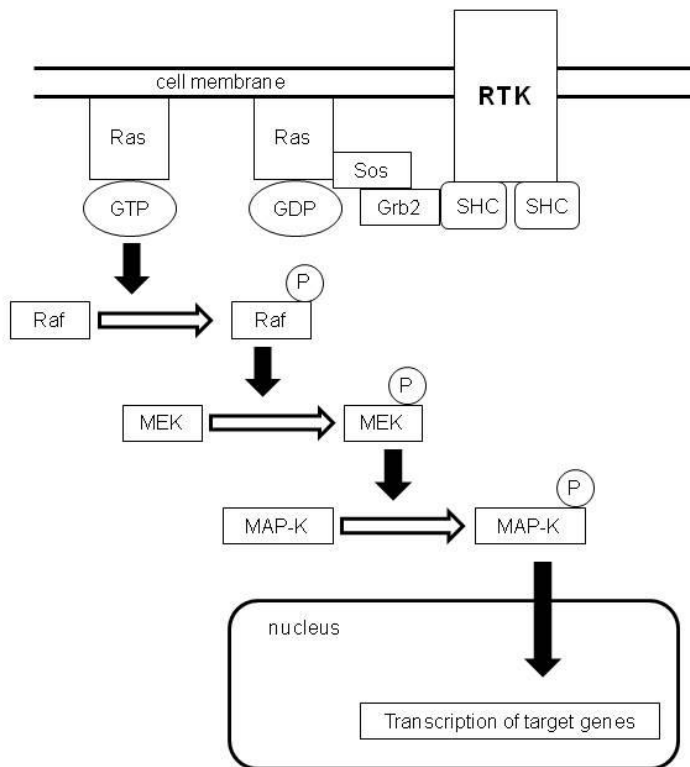 cell membrane
RTK
Ras
Ras
Sos
GTP
GDP
Grb2
SHC
SHC
P
Raf
Raf
P
MEK
MEK
P
MAP-K
MAP-K
nucleus
Transcription of target genes